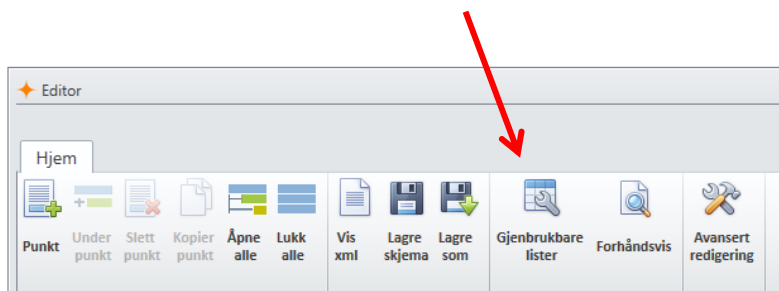 Editor
Hjem
Punkt
Under
punkt
Slett
punkt
Kopier
punkt
Åpne
alle
Lukk
alle
Vis
xml
Lagre
skjema
Lagre
som
Gjenbrukbare
lister
Forhåndsvis
Avansert
redigering